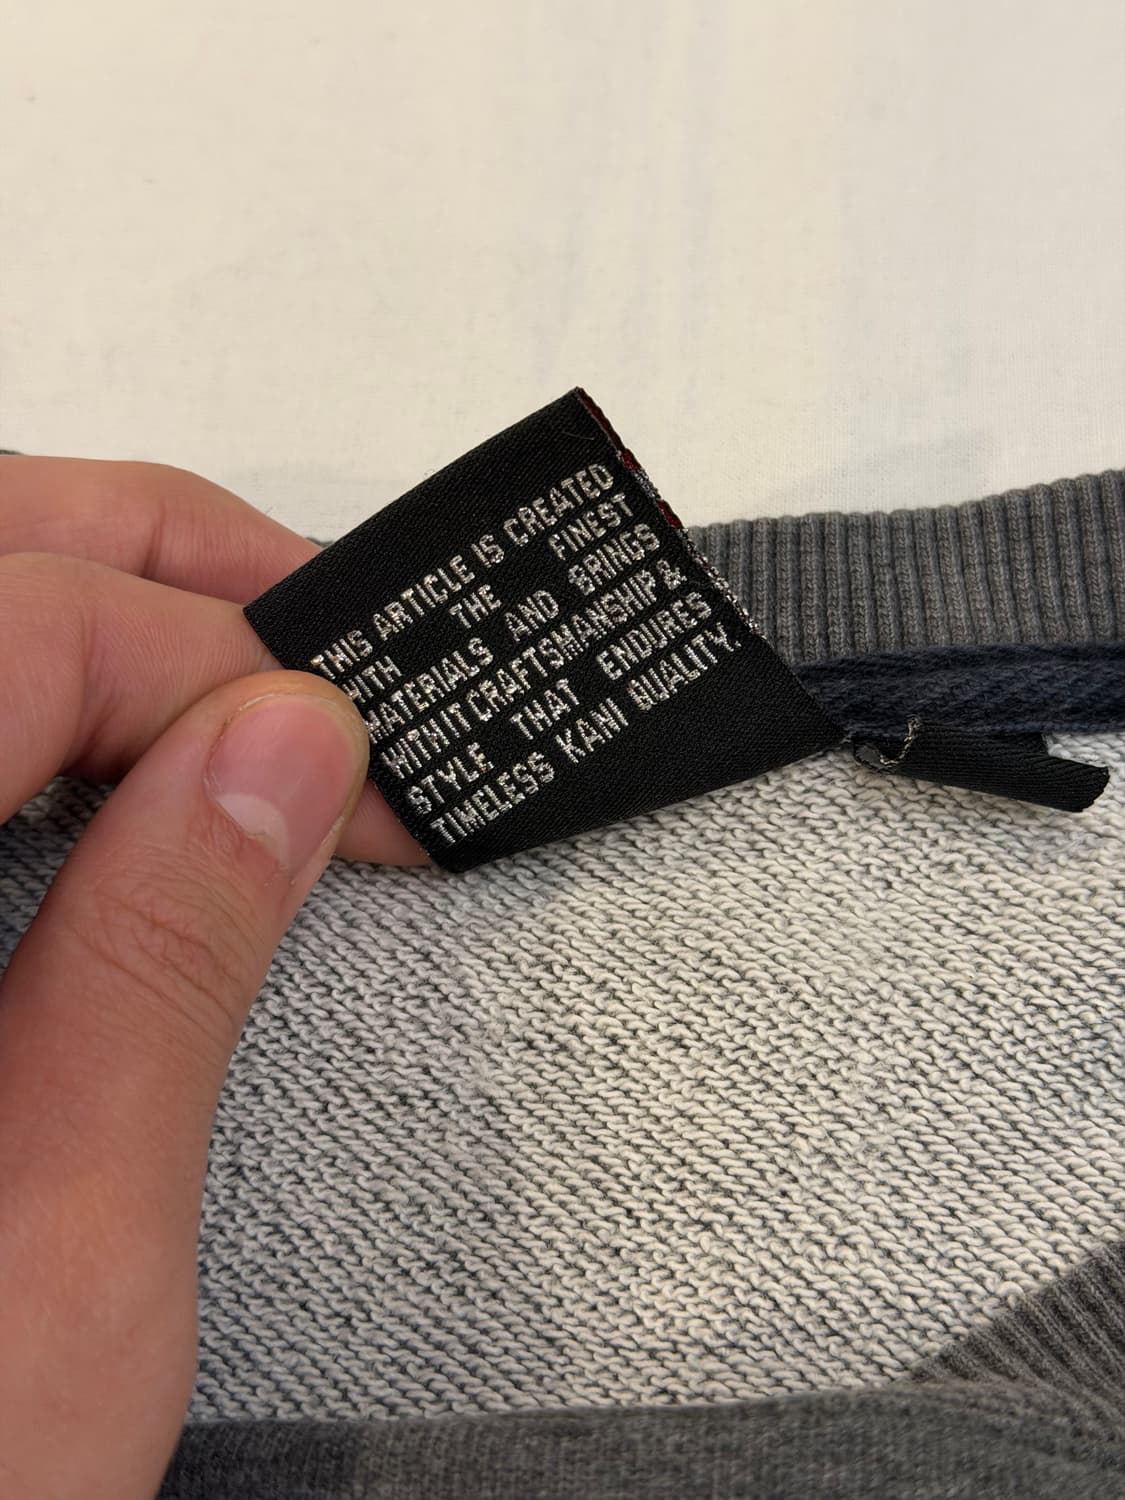 THIS ARTICLE IS CREATED
WITH THE FINEST
MATERIALS AND BRINGS
WITH IT CRAFTSMANSHIP &
STYLE THAT ENDURES
TIMELESS KANI QUALITY.